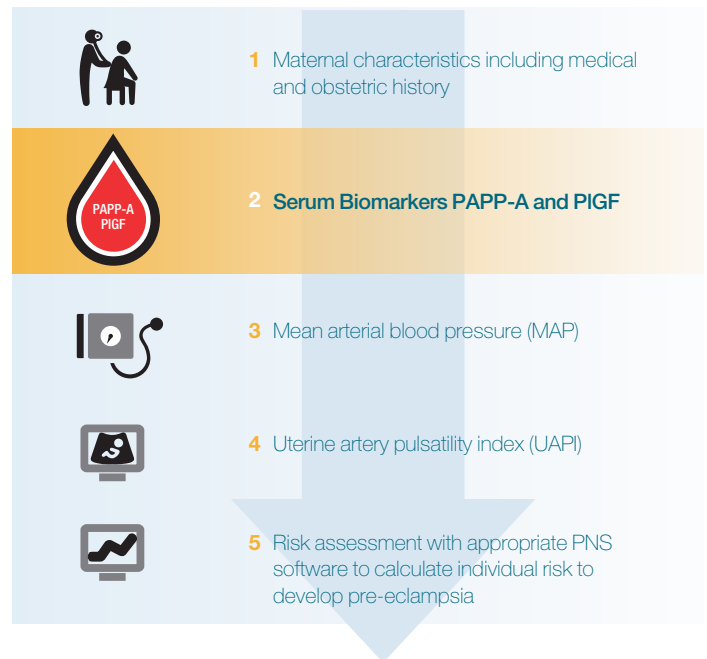 1 Maternal characteristics including medical
and obstetric history
PAPP-A
PIGF
2 Serum Biomarkers PAPP-A and PIGF
3 Mean arterial blood pressure (MAP)
4 Uterine artery pulsatility index (UAPI)
5 Risk assessment with appropriate PNS
software to calculate individual risk to
develop pre-eclampsia